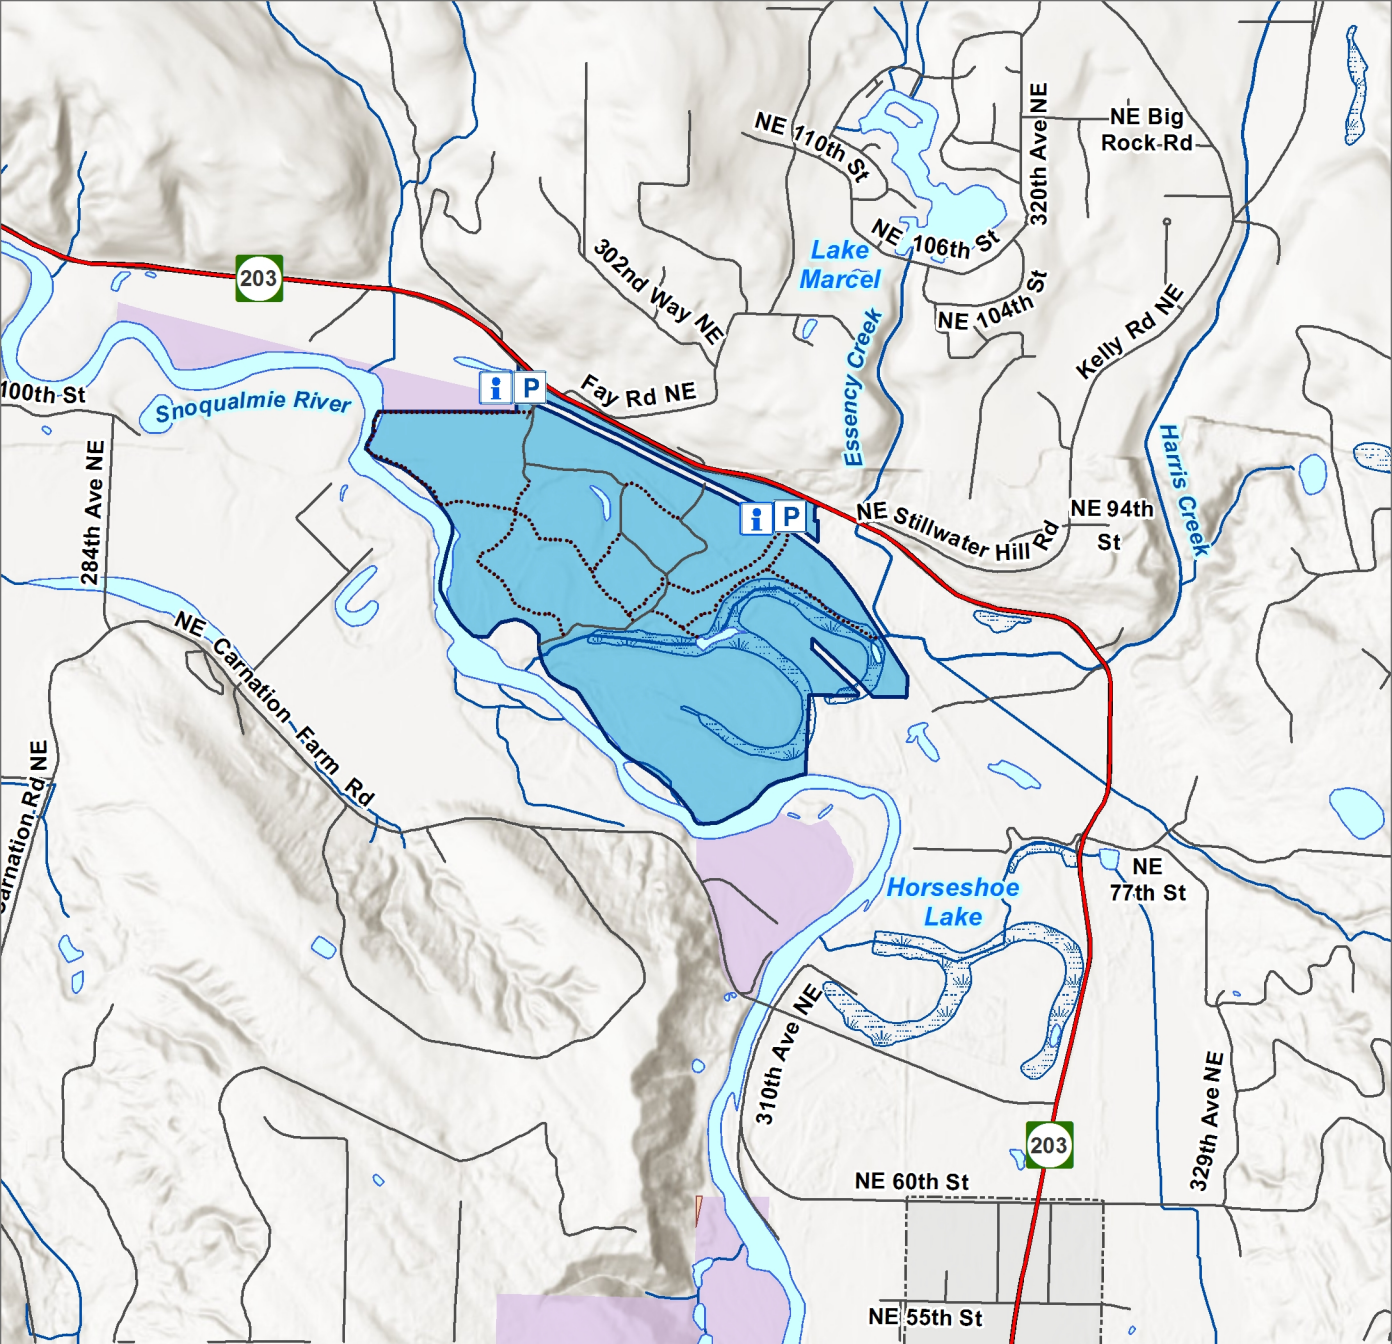 NE Big
Rock Rd
320th Ave NE
NE 110th St
NE 106th St
Lake
Marcel
302nd Way NE
203
NE 104th St
Kelly Rd NE
Essency Creek
100th St
Snoqualmie River
i P
Fay Rd NE
Harris Creek
284th Ave NE
i P
NE Stillwater Hill Rd
NE 94th
St
NE Carnation Farm Rd
Carnation Rd NE
NE
77th St
Horseshoe
Lake
310th Ave NE
329th Ave NE
203
NE 60th St
NE 55th St